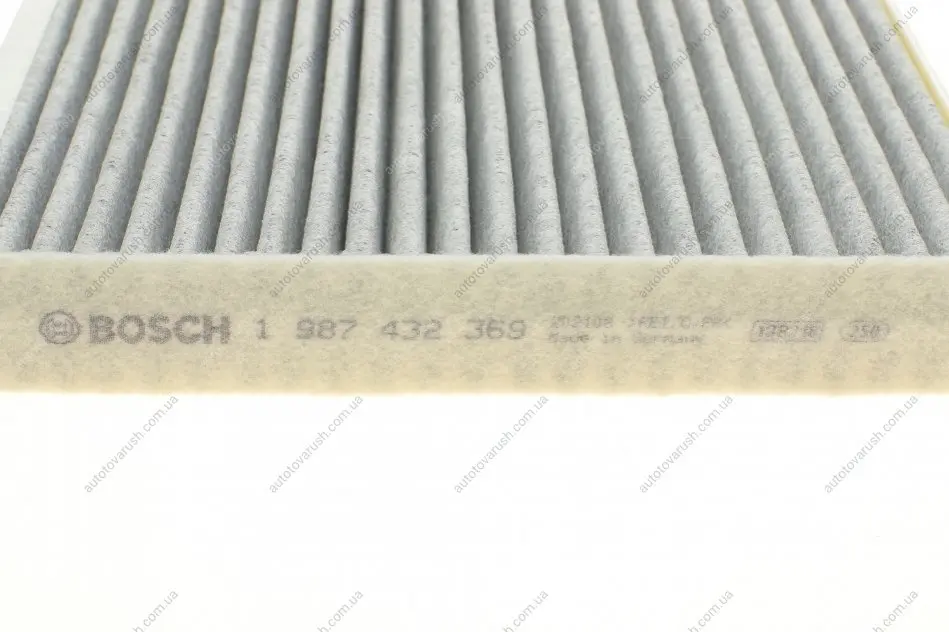 BOSCH 1 987 432 369
Made in Germany
autotovarush.com.ua